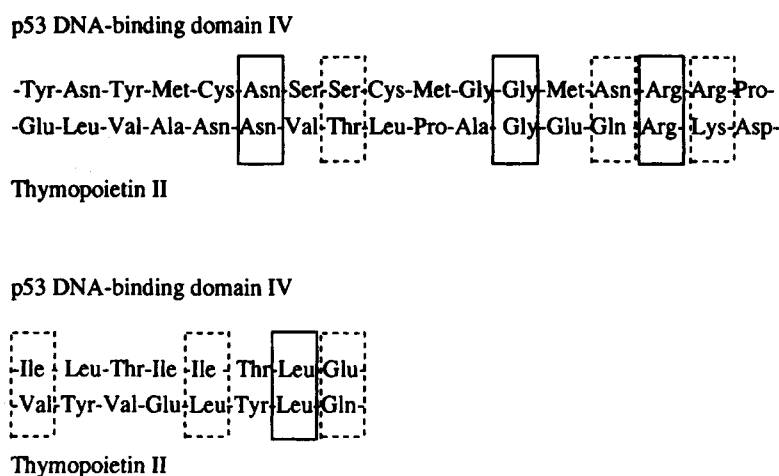 p53 DNA-binding domain IV
-Tyr-Asn-Tyr-Met-Cys-Asn-Ser-Ser-Cys-Met-Gly-Gly-Met-Asn-Arg-Arg-Pro-
-Glu-Leu-Val-Ala-Asn-Asn-Val-Thr-Leu-Pro-Ala-Gly-Glu-Gln-Arg-Lys-Asp-
Thymopoietin II
p53 DNA-binding domain IV
-Ile-Leu-Thr-Ile-Ile-Thr-Leu-Glu-
-Val-Tyr-Val-Glu-Leu-Tyr-Leu-Gln-
Thymopoietin II